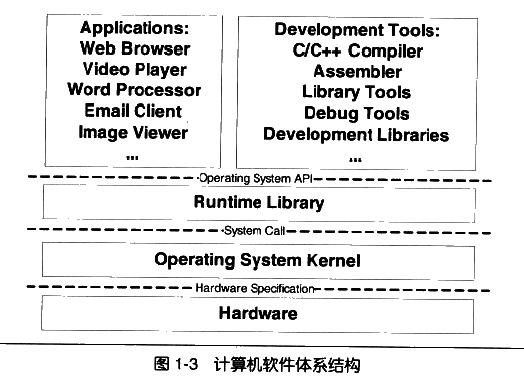 Applications:
Web Browser
Video Player
Word Processor
Email Client
Image Viewer
...
Development Tools:
C/C++ Compiler
Assembler
Library Tools
Debug Tools
Development Libraries
...
Operating System API
Runtime Library
System Call
Operating System Kernel
Hardware Specification
Hardware
图 1-3 计算机软件体系结构